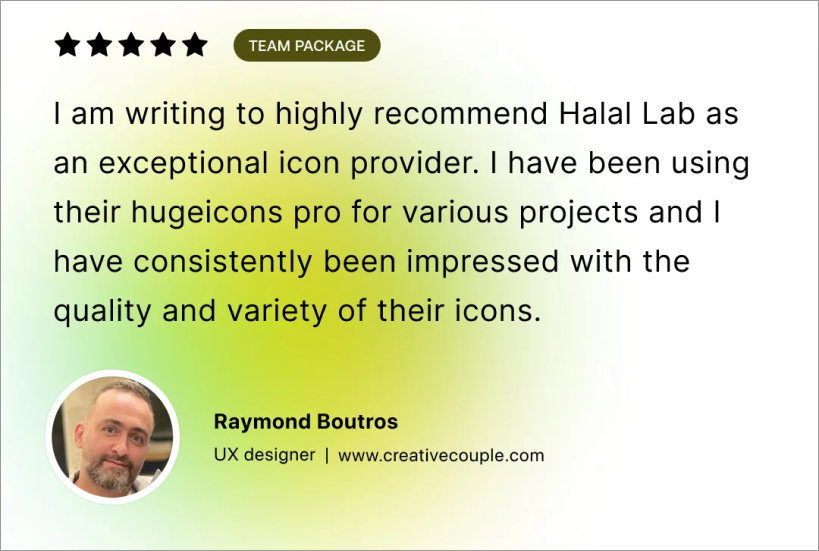 TEAM PACKAGE
I am writing to highly recommend Halal Lab as
an exceptional icon provider. I have been using
their hugeicons pro for various projects and I
have consistently been impressed with the
quality and variety of their icons.
Raymond Boutros
UX designer | www.creativecouple.com